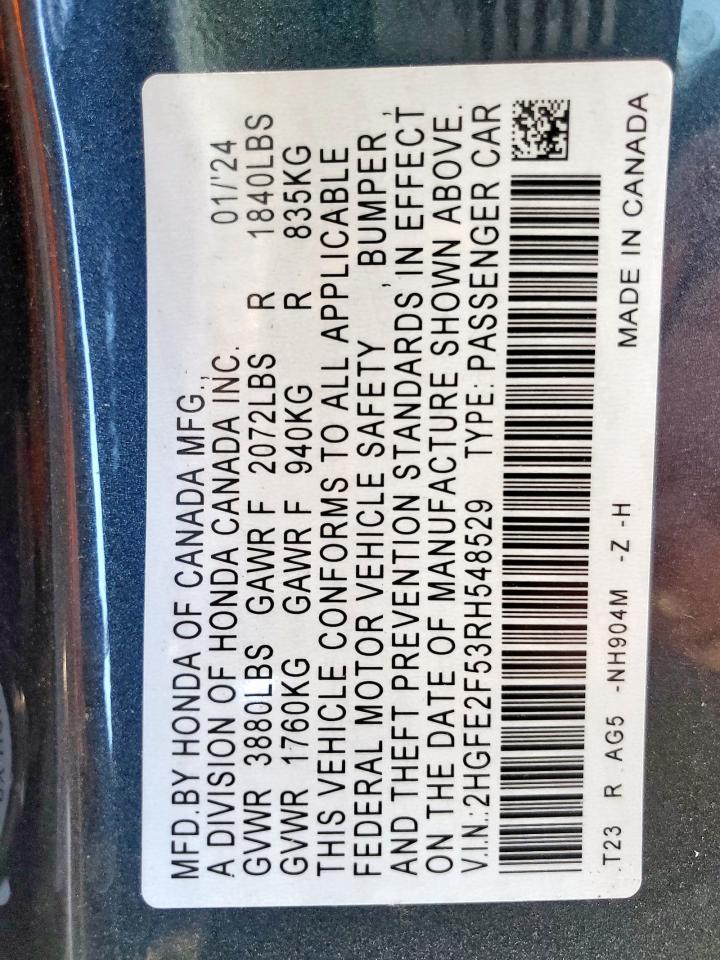 MFD.BY HONDA OF CANADA MFG., 01/'24
A DIVISION OF HONDA CANADA INC.
GVWR 3880LBS GAWR F 2072LBS R 1840LBS
GVWR 1760KG GAWR F 940KG R 835KG
THIS VEHICLE CONFORMS TO ALL APPLICABLE
FEDERAL MOTOR VEHICLE SAFETY , BUMPER ,
AND THEFT PREVENTION STANDARDS IN EFFECT
ON THE DATE OF MANUFACTURE SHOWN ABOVE.
V.I.N.:2HGFE2F53RH548529 TYPE: PASSENGER CAR
MADE IN CANADA
T23 R AG5 -NH904M -Z -H